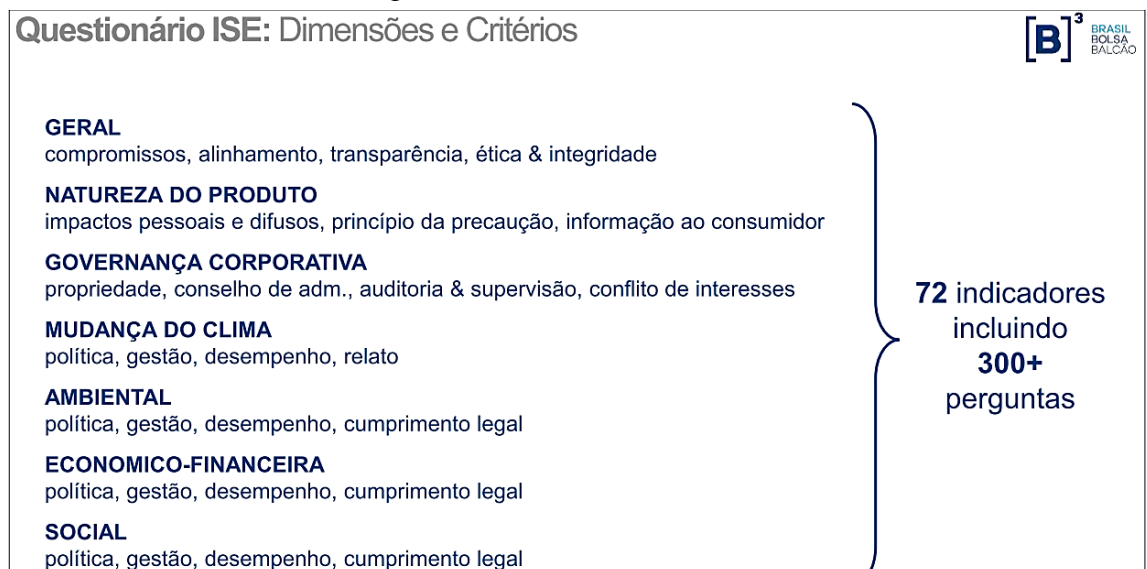 Questionário ISE: Dimensões e Critérios
[B]³ BRASIL
BOLSA
BALCÃO
GERAL
compromissos, alinhamento, transparência, ética & integridade
NATUREZA DO PRODUTO
impactos pessoais e difusos, princípio da precaução, informação ao consumidor
GOVERNANÇA CORPORATIVA
propriedade, conselho de adm., auditoria & supervisão, conflito de interesses
MUDANÇA DO CLIMA
política, gestão, desempenho, relato
AMBIENTAL
política, gestão, desempenho, cumprimento legal
ECONOMICO-FINANCEIRA
política, gestão, desempenho, cumprimento legal
SOCIAL
política, gestão, desempenho, cumprimento legal
72 indicadores
incluindo
300+
perguntas